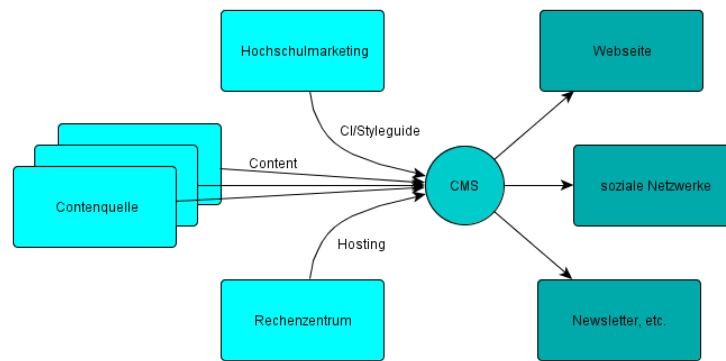 Hochschulmarketing
Webseite
CI/Styleguide
Content
CMS
soziale Netzwerke
Contenquelle
Hosting
Rechenzentrum
Newsletter, etc.